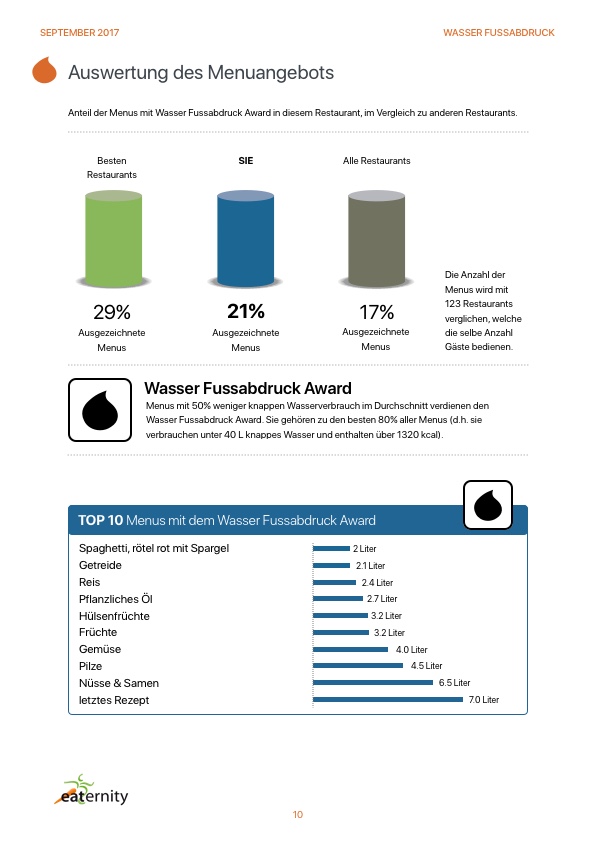 SEPTEMBER 2017
WASSER FUSSABDRUCK
Auswertung des Menuangebots
Anteil der Menus mit Wasser Fussabdruck Award in diesem Restaurant, im Vergleich zu anderen Restaurants.
Besten
Restaurants
SIE
Alle Restaurants
29%
Ausgezeichnete
Menus
21%
Ausgezeichnete
Menus
17%
Ausgezeichnete
Menus
Die Anzahl der
Menus wird mit
123 Restaurants
verglichen, welche
die selbe Anzahl
Gäste bedienen.
Wasser Fussabdruck Award
Menus mit 50% weniger knappen Wasserverbrauch im Durchschnitt verdienen den
Wasser Fussabdruck Award. Sie gehören zu den besten 80% aller Menus (d.h. sie
verbrauchen unter 40 L knappes Wasser und enthalten über 1320 kcal).
TOP 10 Menus mit dem Wasser Fussabdruck Award
Spaghetti, rötel rot mit Spargel 2 Liter
Getreide 2.1 Liter
Reis 2.4 Liter
Pflanzliches Öl 2.7 Liter
Hülsenfrüchte 3.2 Liter
Früchte 3.2 Liter
Gemüse 4.0 Liter
Pilze 4.5 Liter
Nüsse & Samen 6.5 Liter
letztes Rezept 7.0 Liter
eaternity
10